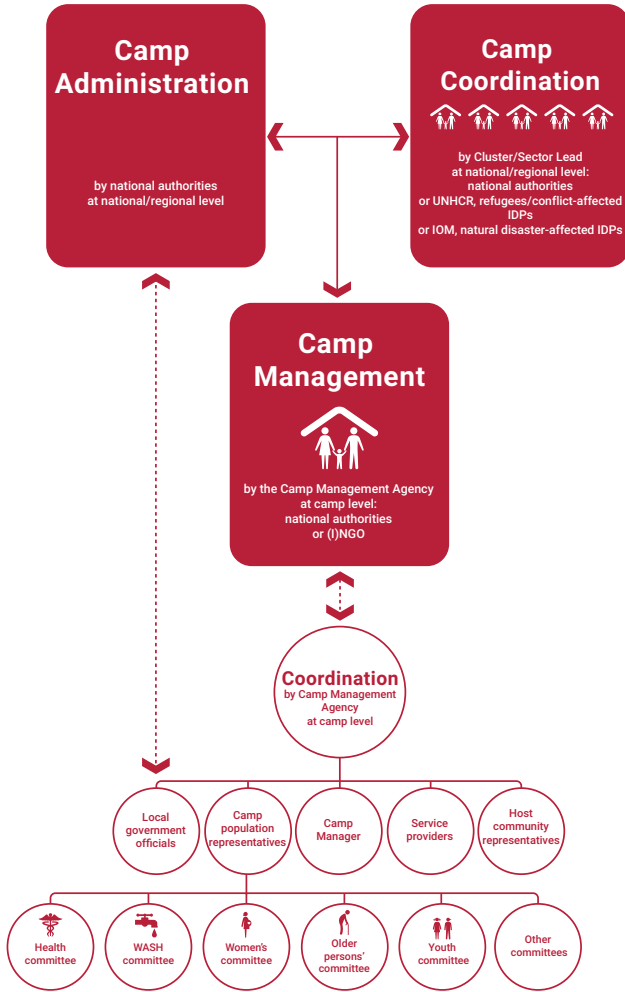 Camp
Administration
by national authorities
at national/regional level
Camp
Coordination
by Cluster/Sector Lead
at national/regional level:
national authorities
or UNHCR, refugees/conflict-affected
IDPs
or IOM, natural disaster-affected IDPs
Camp
Management
by the Camp Management Agency
at camp level:
national authorities
or (I)NGO
Coordination
by Camp Management
Agency
at camp level
Local
government
officials
Camp
population
representatives
Camp
Manager
Service
providers
Host
community
representatives
Health
committee
WASH
committee
Women's
committee
Older
persons'
committee
Youth
committee
Other
committees